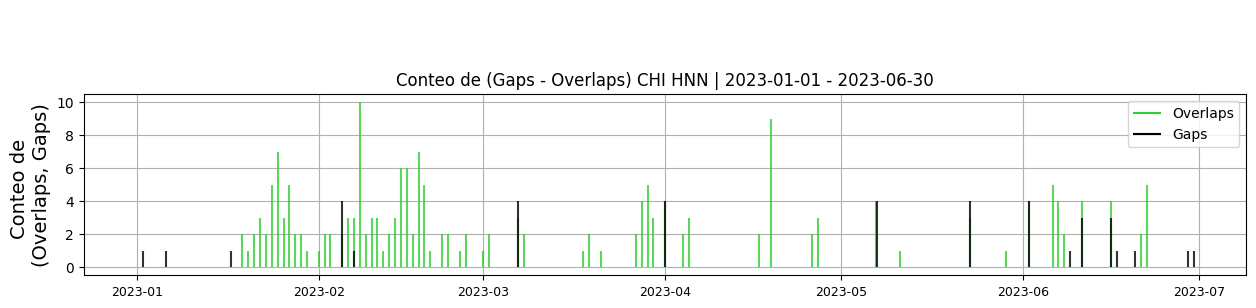 Conteo de (Gaps - Overlaps) CHI HNN | 2023-01-01 - 2023-06-30
Conteo de
(Overlaps, Gaps)
10
8
6
4
2
0
Overlaps
Gaps
2023-01
2023-02
2023-03
2023-04
2023-05
2023-06
2023-07